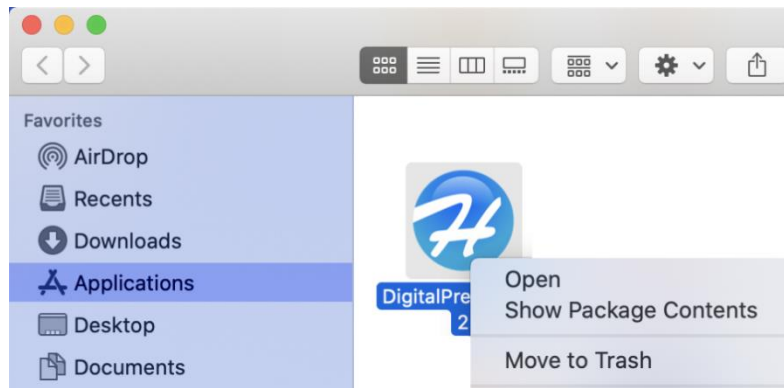 Favorites
AirDrop
Recents
Downloads
Applications
Desktop
Documents
H
DigitalPre
2
Open
Show Package Contents
Move to Trash